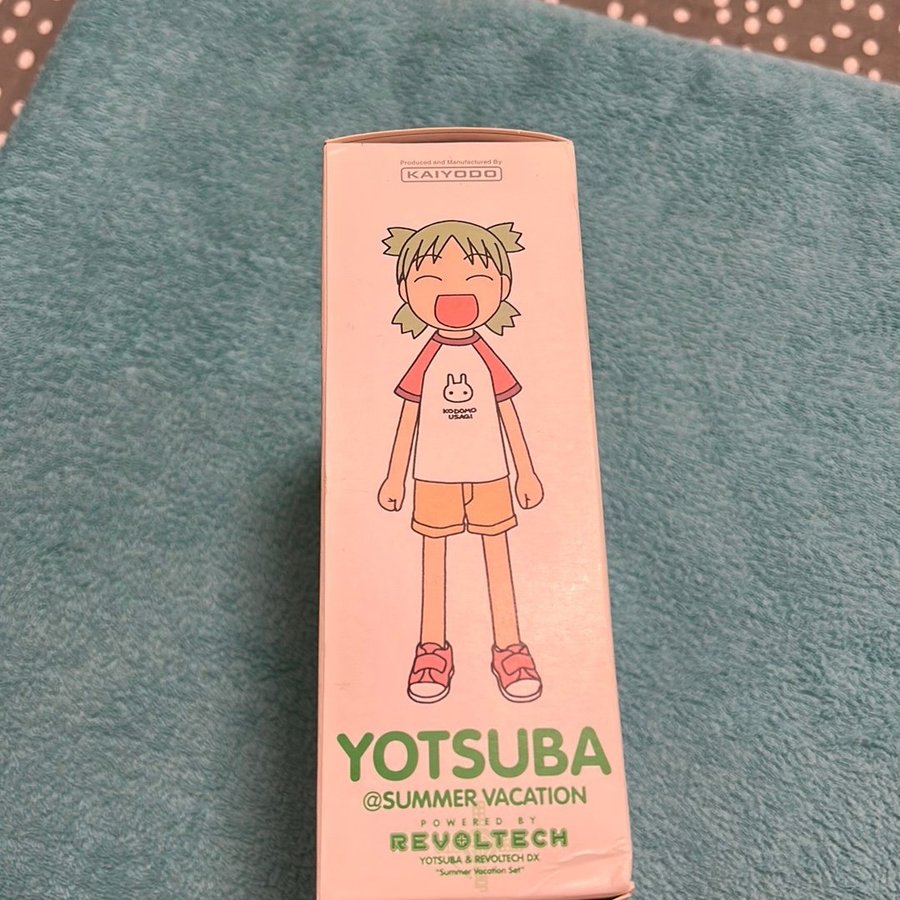 Produced and Manufactured By
KAIYODO
KODOMO
USAGI
YOTSUBA
@SUMMER VACATION
POWERED BY
REVOLTECH
YOTSUBA & REVOLTECH DX
"Summer Vacation Set"